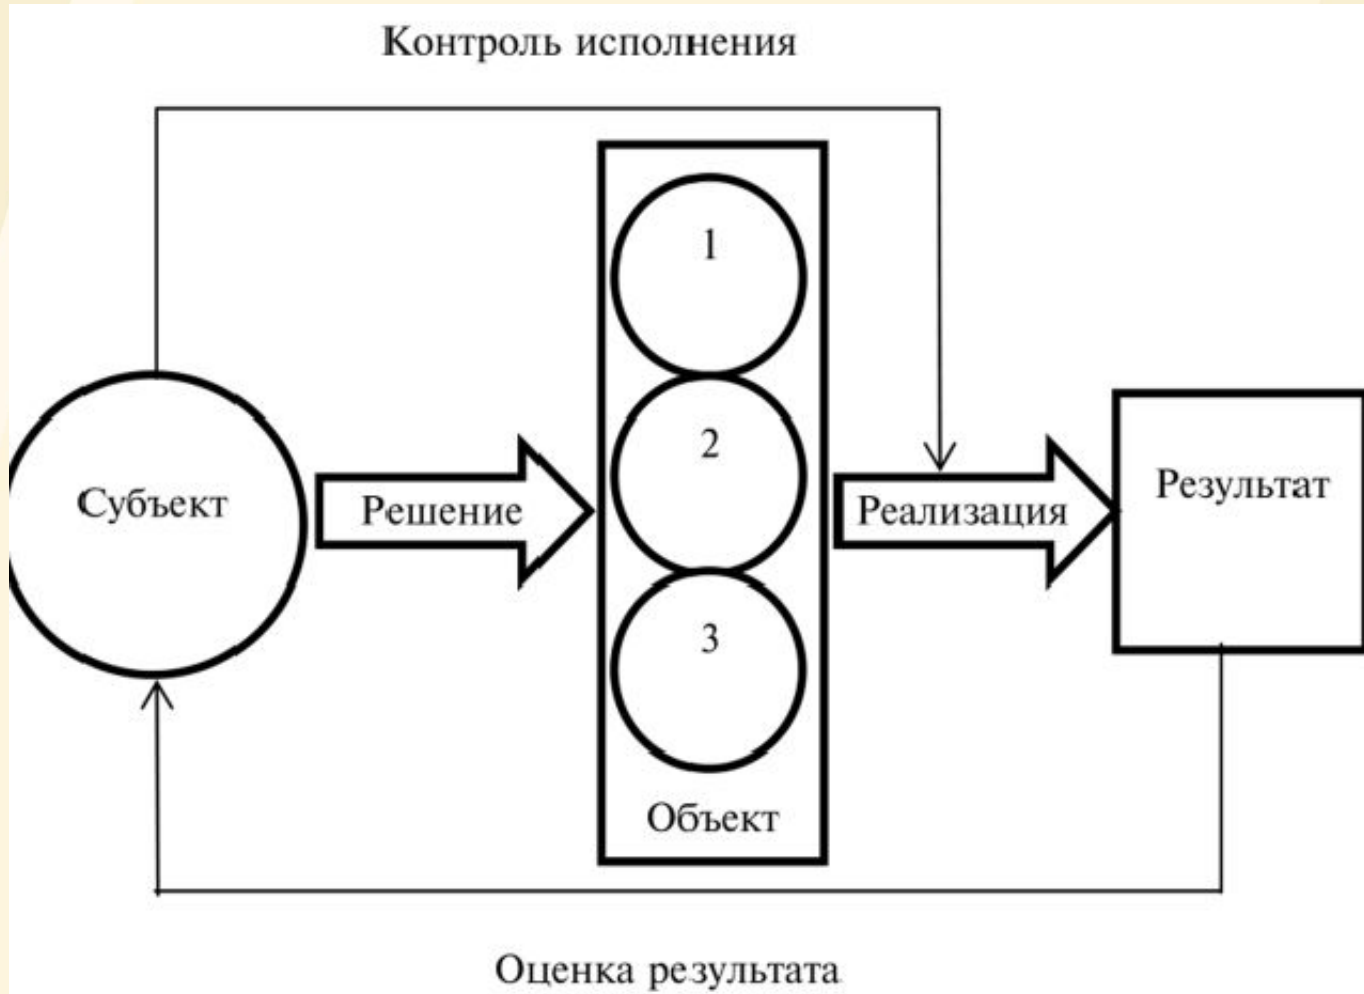 Контроль исполнения
1
2
3
Субъект
Решение
Реализация
Результат
Объект
Оценка результата